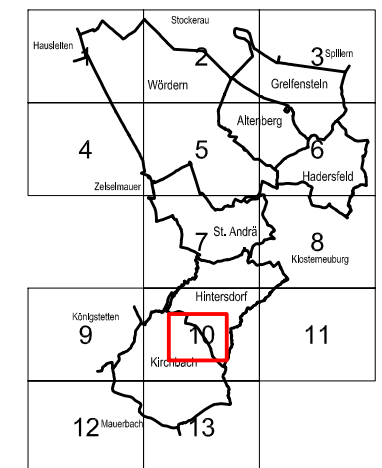 Stockerau
Hausleiten
2
3 Spillern
Wördern
Greifenstein
Altenberg
4
5
6
Hadersfeld
Zeiselmauer
7
St. Andrä
8
Klosterneuburg
Hintersdorf
Königstetten
9
10
11
Kirchbach
12 Mauerbach
13